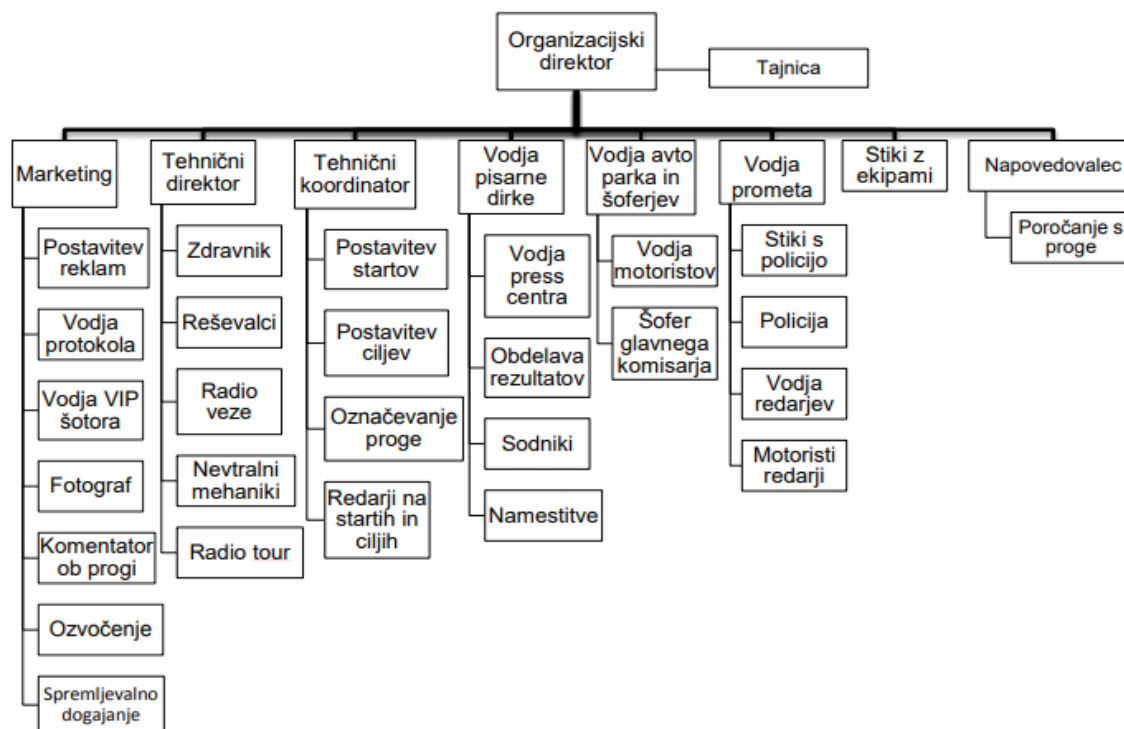 Organizacijski
direktor
Tajnica
Marketing
Postavitev
reklam
Vodja
protokola
Vodja VIP
šotora
Fotograf
Komentator
ob progi
Ozvočenje
Spremljevalno
dogajanje
Tehnični
direktor
Zdravnik
Reševalci
Radio
veze
Nevtralni
mehaniki
Radio tour
Tehnični
koordinator
Postavitev
startov
Postavitev
ciljev
Označevanje
proge
Redarji na
startih in
ciljih
Vodja
pisarne
dirke
Vodja
press
centra
Obdelava
rezultatov
Sodniki
Namestitve
Vodja avto
parka in
šoferjev
Vodja
motoristov
Šofer
glavnega
komisarja
Vodja
prometa
Stiki s
policijo
Policija
Vodja
redarjev
Motoristi
redarji
Stiki z
ekipami
Napovedovalec
Poročanje s
proge